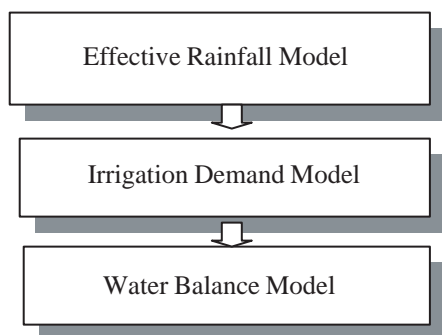 Effective Rainfall Model
Irrigation Demand Model
Water Balance Model